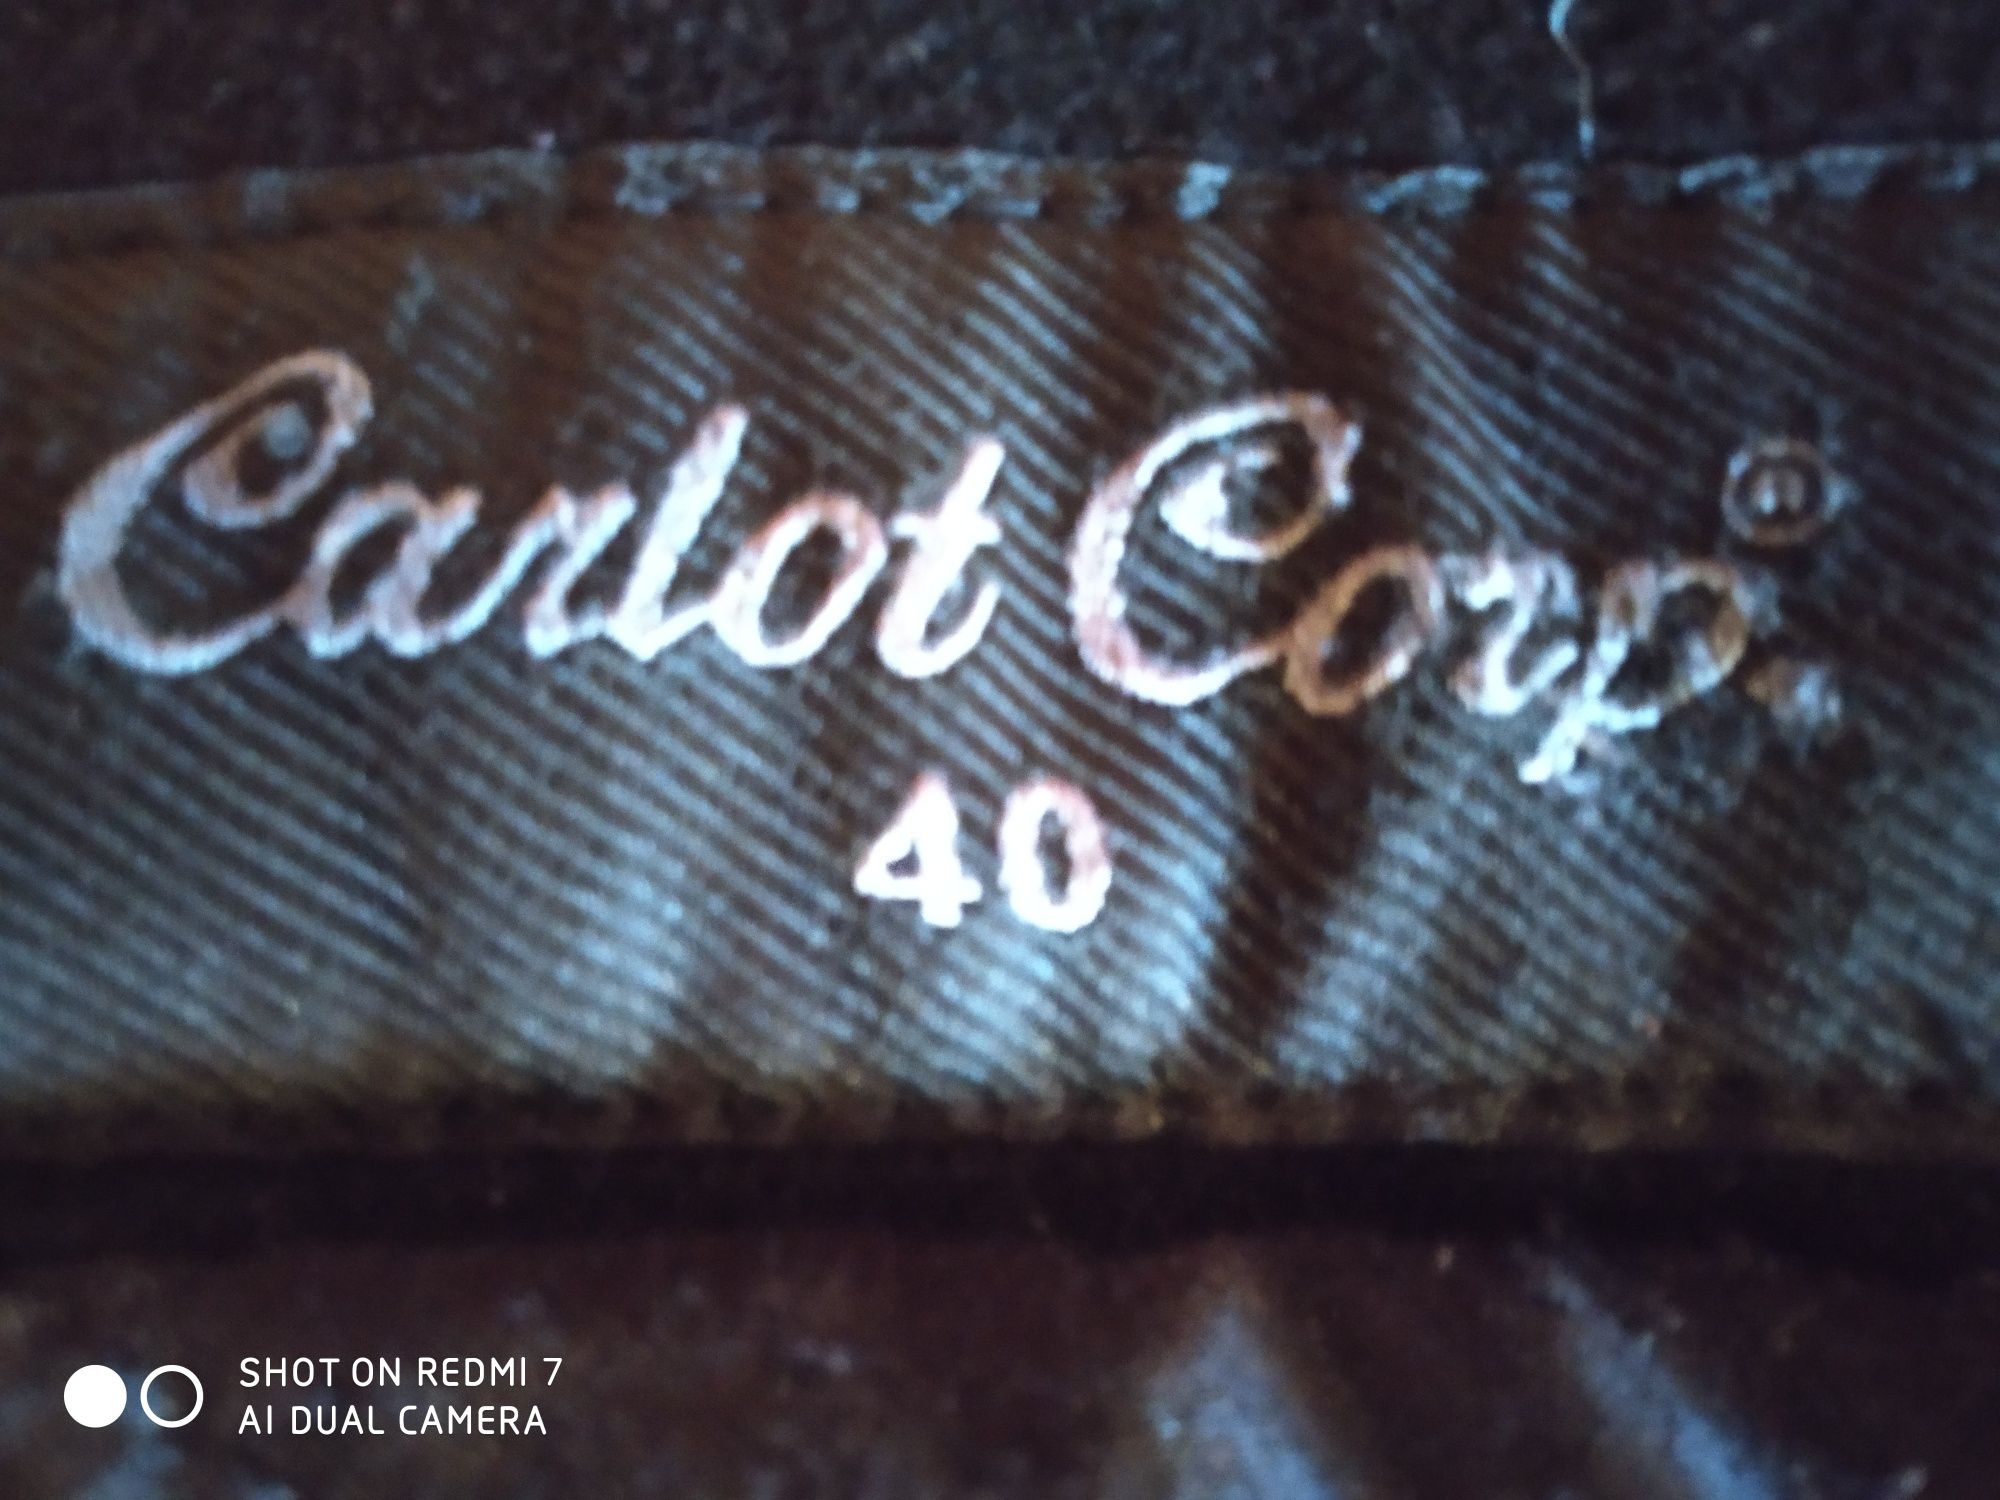 Carlot Corp.®
40
SHOT ON REDMI 7
AI DUAL CAMERA